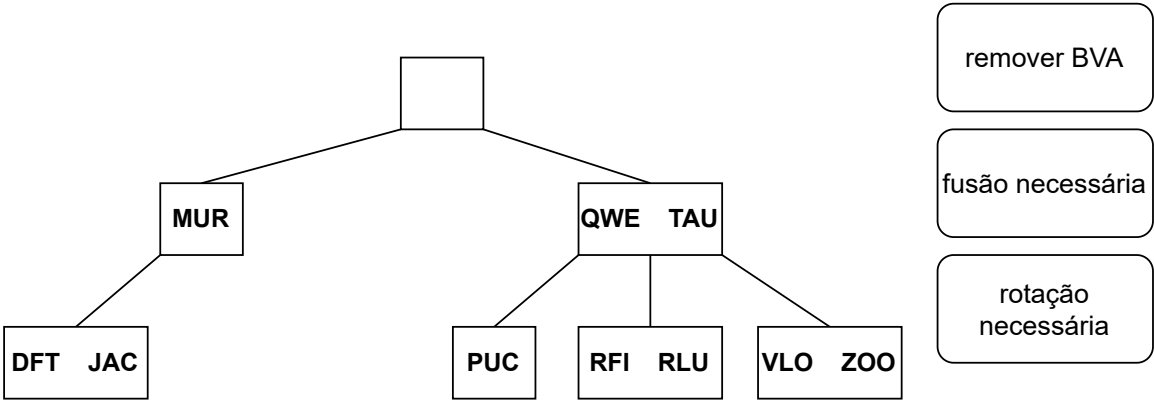 remover BVA
MUR
QWE TAU
fusão necessária
rotação
necessária
DFT JAC
PUC
RFI RLU
VLO ZOO